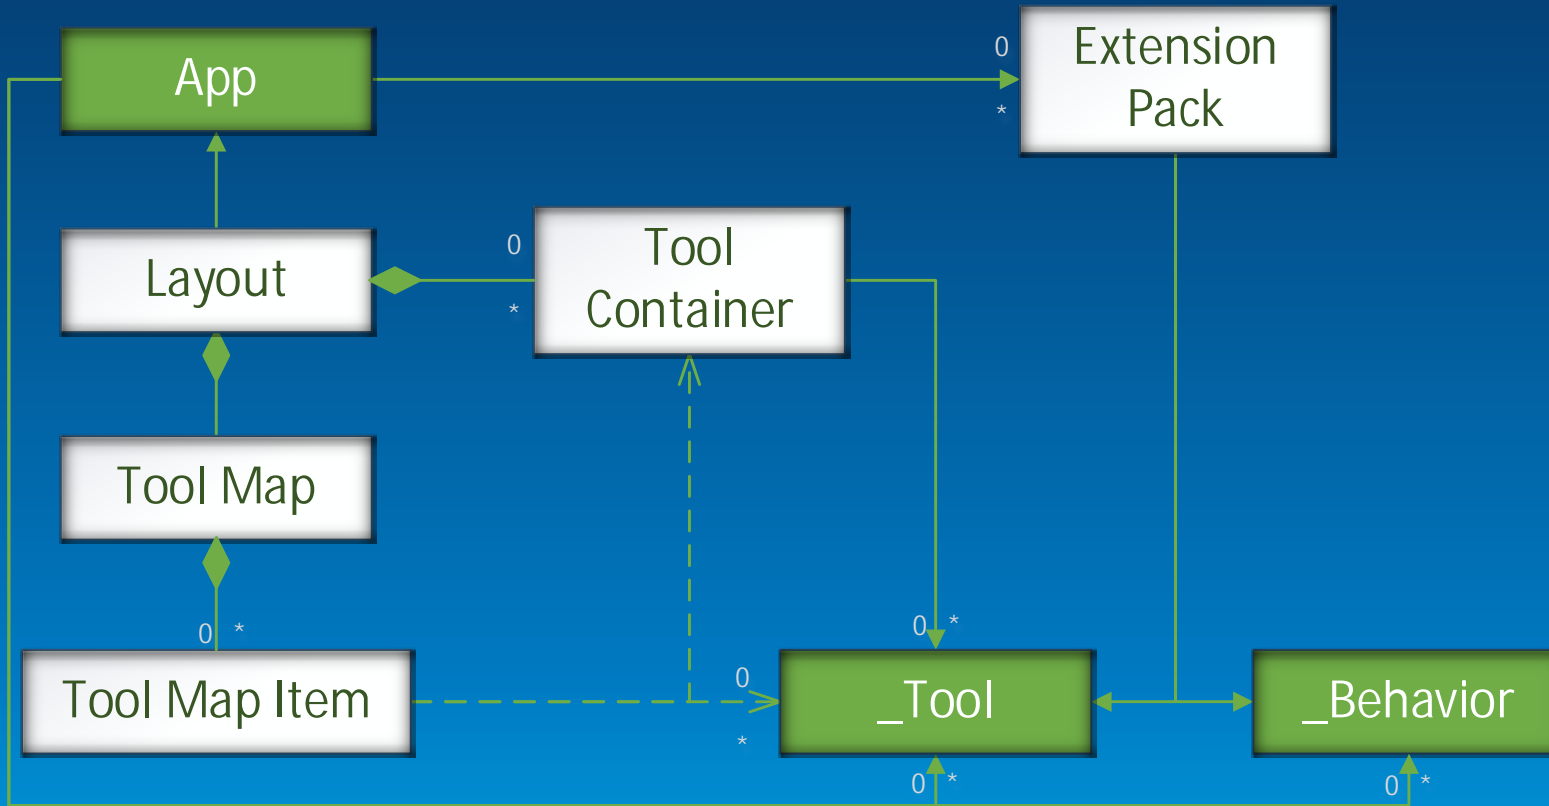 App
0
*
Extension
Pack
Layout
0
*
Tool
Container
Tool Map
0 *
Tool Map Item
0
*
0 *
_Tool
_Behavior
0 *
0 *